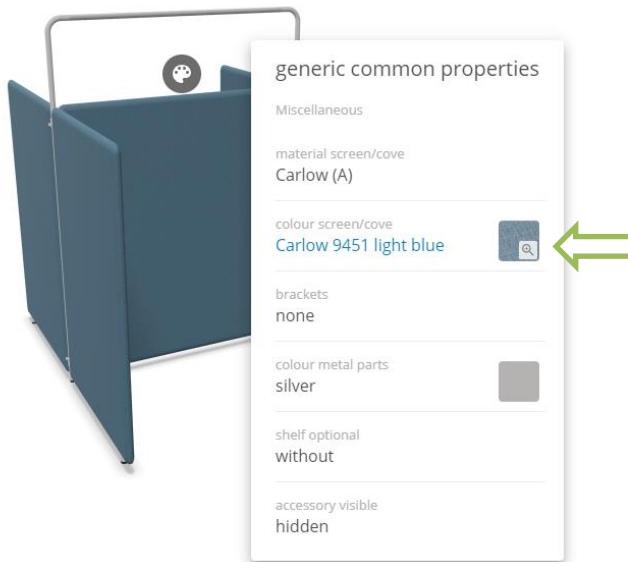 generic common properties
Miscellaneous
material screen/cove
Carlow (A)
colour screen/cove
Carlow 9451 light blue
brackets
none
colour metal parts
silver
shelf optional
without
accessory visible
hidden